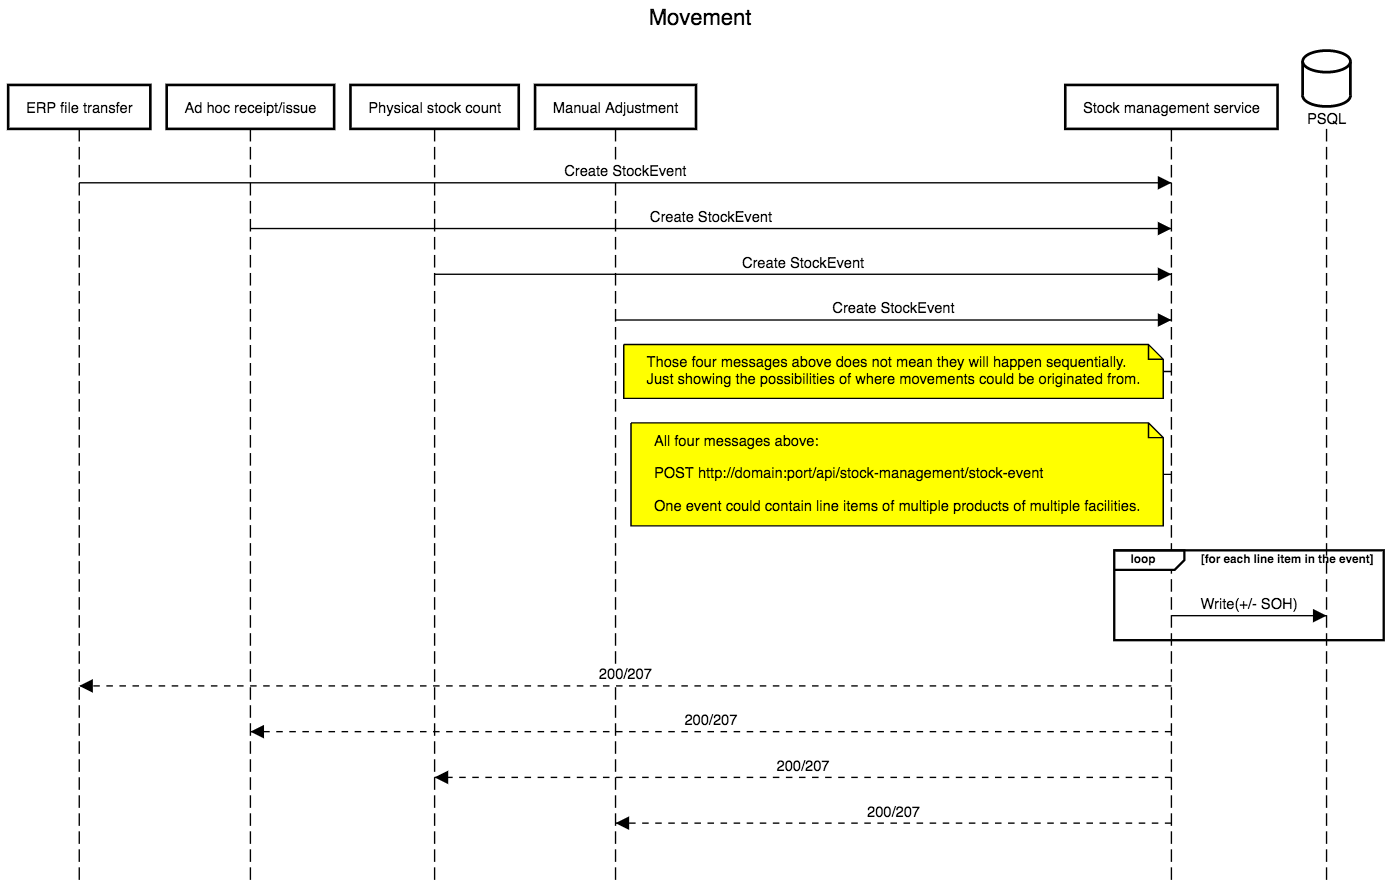 Movement
ERP file transfer
Ad hoc receipt/issue
Physical stock count
Manual Adjustment
Stock management service
PSQL
Create StockEvent
Create StockEvent
Create StockEvent
Create StockEvent
Those four messages above does not mean they will happen sequentially.
Just showing the possibilities of where movements could be originated from.
All four messages above:
POST http://domain:port/api/stock-management/stock-event
One event could contain line items of multiple products of multiple facilities.
loop
[for each line item in the event]
Write(+/- SOH)
200/207
200/207
200/207
200/207